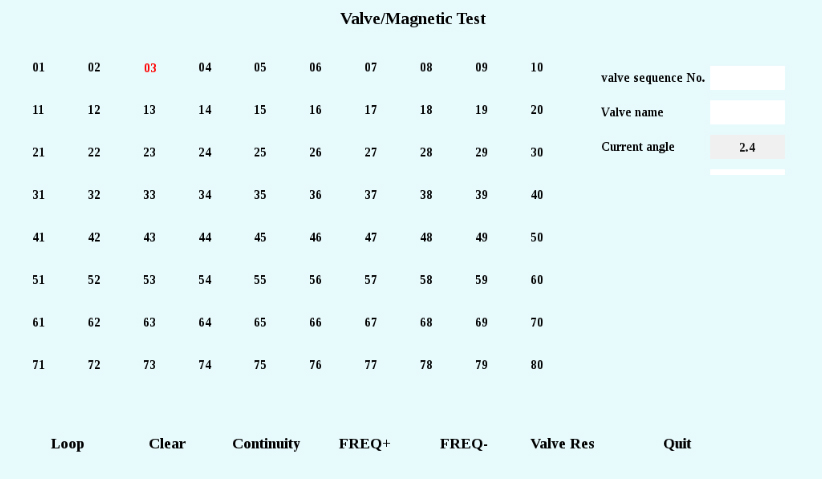 Valve/Magnetic Test
01 02 03 04 05 06 07 08 09 10
valve sequence No.
11 12 13 14 15 16 17 18 19 20
Valve name
21 22 23 24 25 26 27 28 29 30
Current angle 2.4
31 32 33 34 35 36 37 38 39 40
41 42 43 44 45 46 47 48 49 50
51 52 53 54 55 56 57 58 59 60
61 62 63 64 65 66 67 68 69 70
71 72 73 74 75 76 77 78 79 80
Loop Clear Continuity FREQ+ FREQ- Valve Res Quit